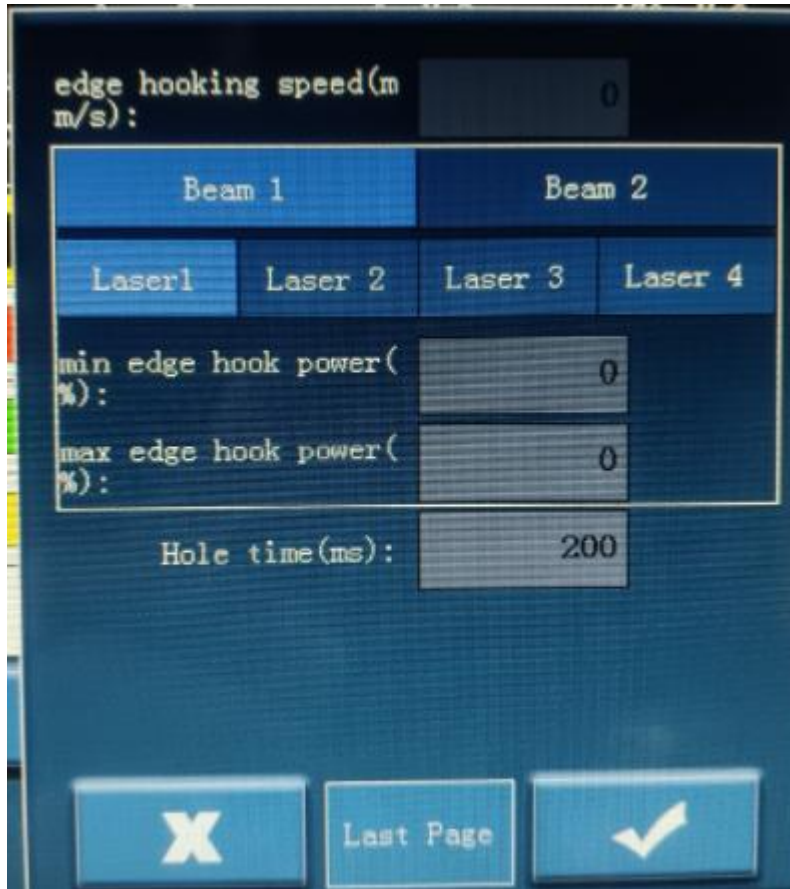 edge hooking speed(m
m/s):
0
Beam 1
Beam 2
Laser1
Laser 2
Laser 3
Laser 4
min edge hook power(
%):
0
max edge hook power(
%):
0
Hole time(ms):
200
Last Page